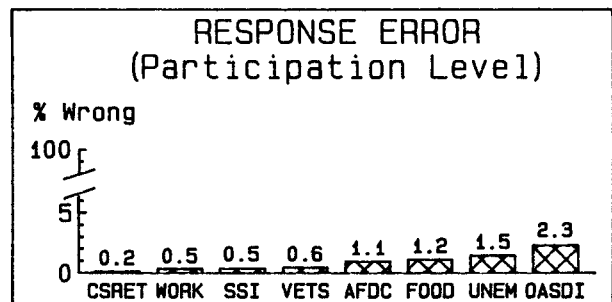 RESPONSE ERROR
(Participation Level)
% Wrong
100
5
0
0.2 0.5 0.5 0.6 1.1 1.2 1.5 2.3
CSRET WORK SSI VETS AFDC FOOD UNEM OASDI